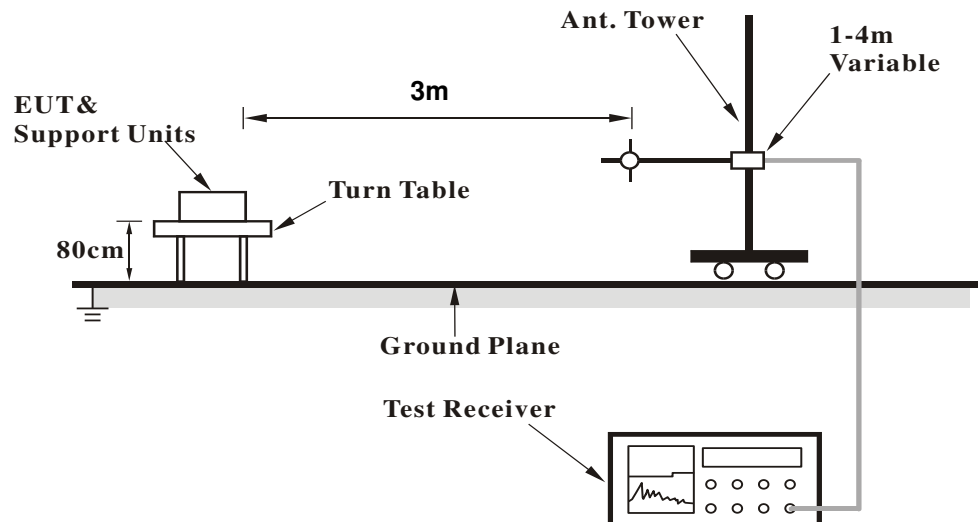 Ant. Tower
1-4m
Variable
3m
EUT&
Support Units
Turn Table
80cm
Ground Plane
Test Receiver